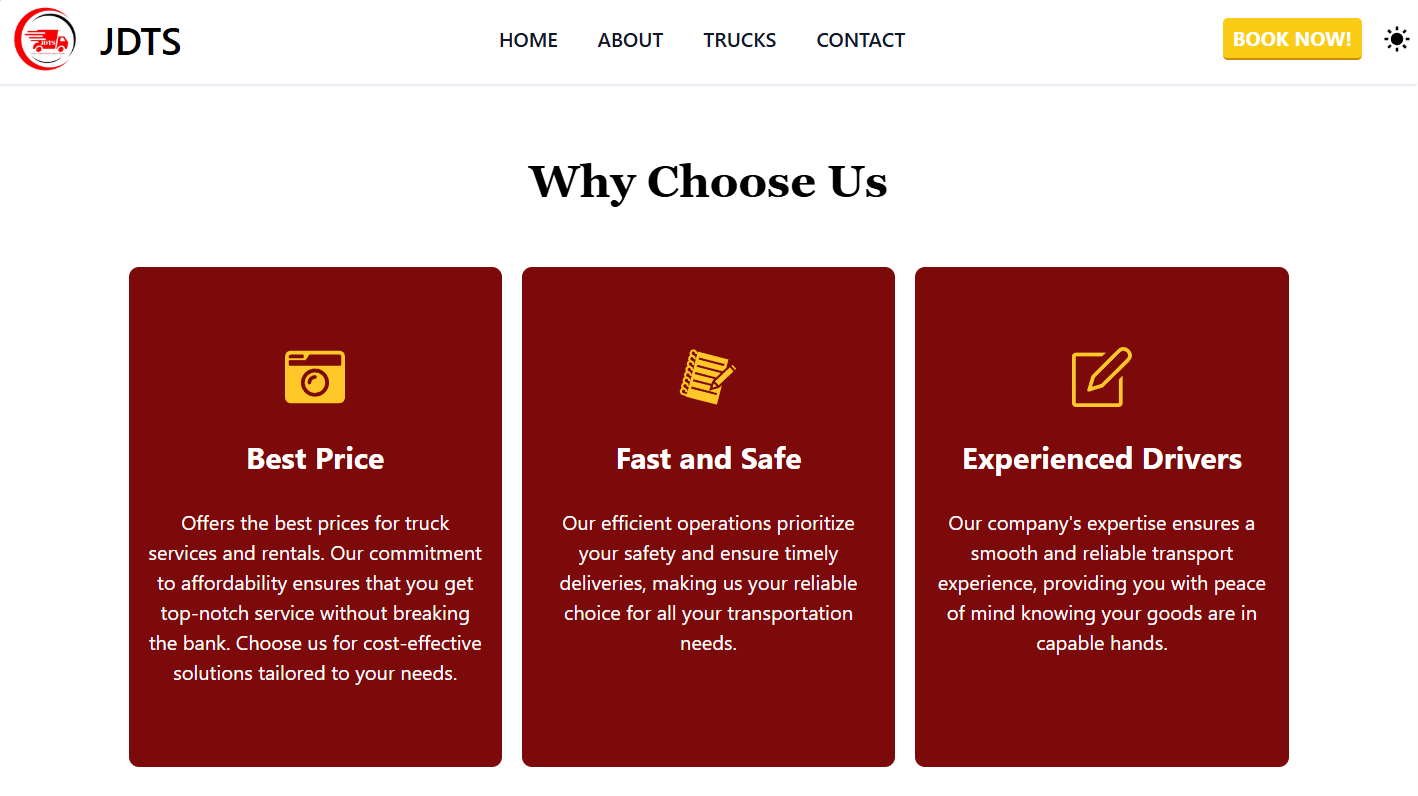 JDTS
JDTS
HOME
ABOUT
TRUCKS
CONTACT
BOOK NOW!
Why Choose Us
Best Price
Offers the best prices for truck
services and rentals. Our commitment
to affordability ensures that you get
top-notch service without breaking
the bank. Choose us for cost-effective
solutions tailored to your needs.
Fast and Safe
Our efficient operations prioritize
your safety and ensure timely
deliveries, making us your reliable
choice for all your transportation
needs.
Experienced Drivers
Our company's expertise ensures a
smooth and reliable transport
experience, providing you with peace
of mind knowing your goods are in
capable hands.